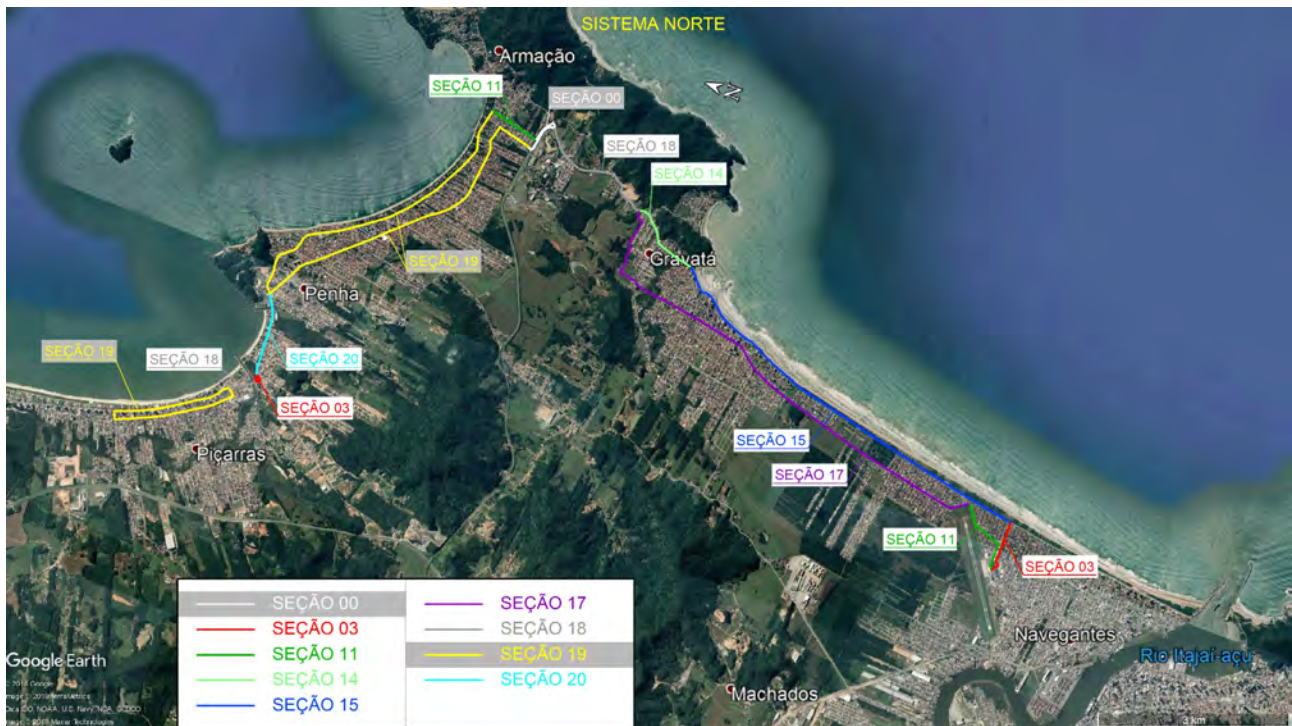 SISTEMA NORTE
Armação
SEÇÃO 11
SEÇÃO 00
N
SEÇÃO 18
SEÇÃO 14
Gravatá
SEÇÃO 19
Penha
SEÇÃO 19
SEÇÃO 18
SEÇÃO 20
SEÇÃO 03
Piçarras
SEÇÃO 15
SEÇÃO 17
SEÇÃO 11
SEÇÃO 03
Navegantes
Rio Itajaí-açu
Machados
SEÇÃO 00
SEÇÃO 03
SEÇÃO 11
SEÇÃO 14
SEÇÃO 15
SEÇÃO 17
SEÇÃO 18
SEÇÃO 19
SEÇÃO 20
Google Earth
3 km